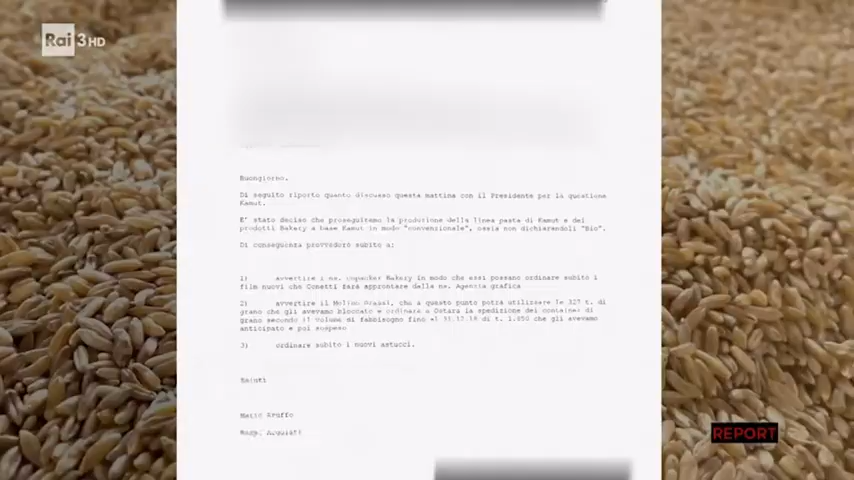 Rai 3 HD
Buongiorno.
Di seguito riporto quanto discusso questa mattina con il Presidente per la questione
Kamut.
E' stato deciso che proseguiremo la produzione della linea pasta di Kamut e dei
prodotti Bakery a base Kamut in modo "convenzionale", ossia non dichiarandoli "Bio".
Di conseguenza provvederò subito a:
1) avvertire i ns. copacker Bakery in modo che essi possano ordinare subito i
film nuovi che Conetti farà approntare dalla ns. Agenzia grafica
2) avvertire il Molino Grassi, che a questo punto potrà utilizzare le 327 t. di
grano che gli avevamo bloccato e ordinare a Ostara la spedizione dei container di
grano secondo il volume di fabbisogno fino al 31.12.18 di t. 1.850 che gli avevamo
anticipato e poi sospeso
3) ordinare subito i nuovi astucci.
Saluti
REPORT